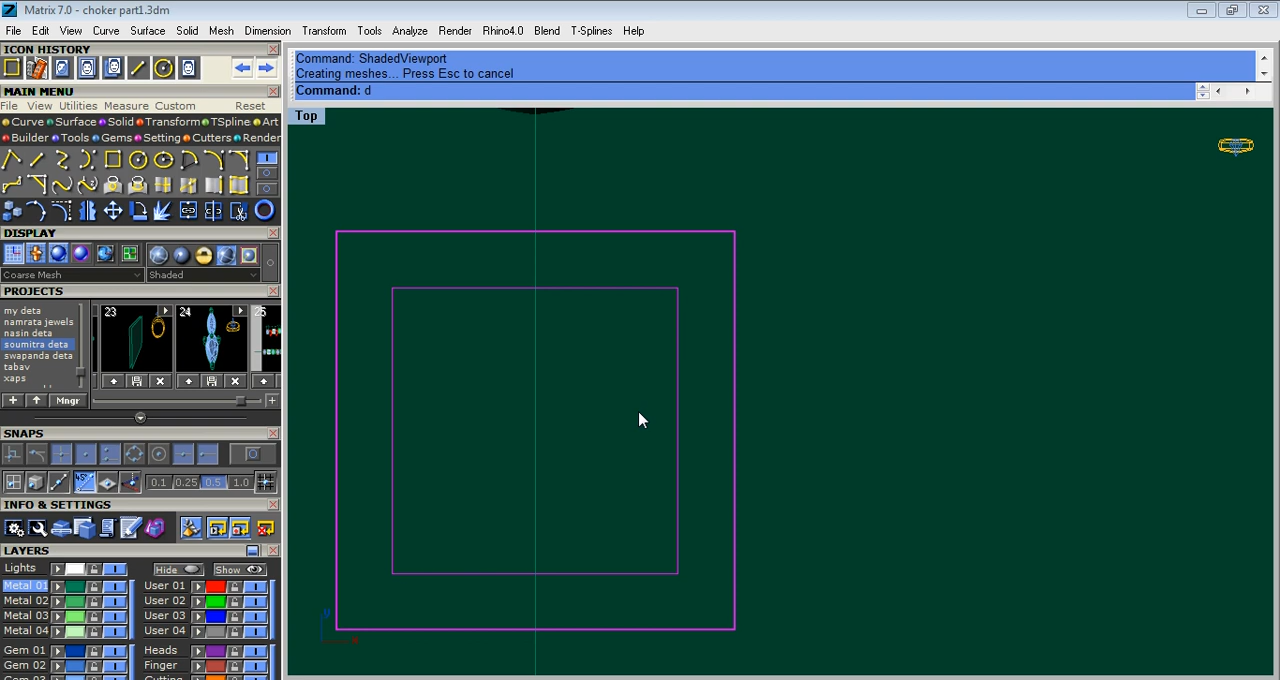 Matrix 7.0 - choker part1.3dm
File Edit View Curve Surface Solid Mesh Dimension Transform Tools Analyze Render Rhino4.0 Blend T-Splines Help
ICON HISTORY
Command: ShadedViewport
Creating meshes... Press Esc to cancel
Command: d
MAIN MENU
File View Utilities Measure Custom Reset
Curve Surface Solid Transform TSpline Art
Builder Tools Gems Setting Cutters Render
Top
DISPLAY
Coarse Mesh Shaded
PROJECTS
my deta
namrata jewels
nasin deta
soumitra deta
swapanda deta
tabav
xaps
23 24 25
Mngr
SNAPS
45°
0.1 0.25 0.5 1.0
INFO & SETTINGS
LAYERS
Lights Hide Show
Metal 01 User 01
Metal 02 User 02
Metal 03 User 03
Metal 04 User 04
Gem 01 Heads
Gem 02 Finger
Gem 03 Cutting